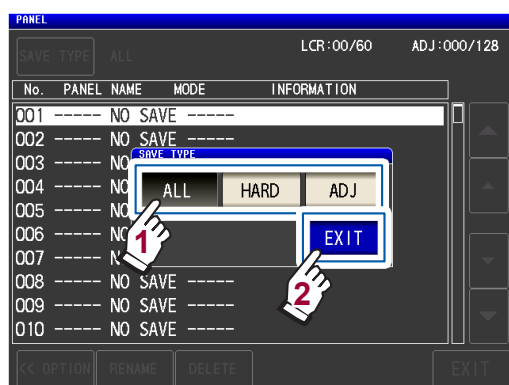 PANEL
SAVE TYPE ALL LCR:00/60 ADJ:000/128
No. PANEL NAME MODE INFORMATION
001 ----- NO SAVE -----
002 ----- NO SAVE -----
003 ----- NO
SAVE TYPE
004 ----- NO
ALL HARD ADJ
005 ----- NO
006 ----- NO
1
EXIT
007 -----
008 ----- NO SAVE -----
2
009 ----- NO SAVE -----
010 ----- NO SAVE -----
<< OPTION RENAME DELETE EXIT